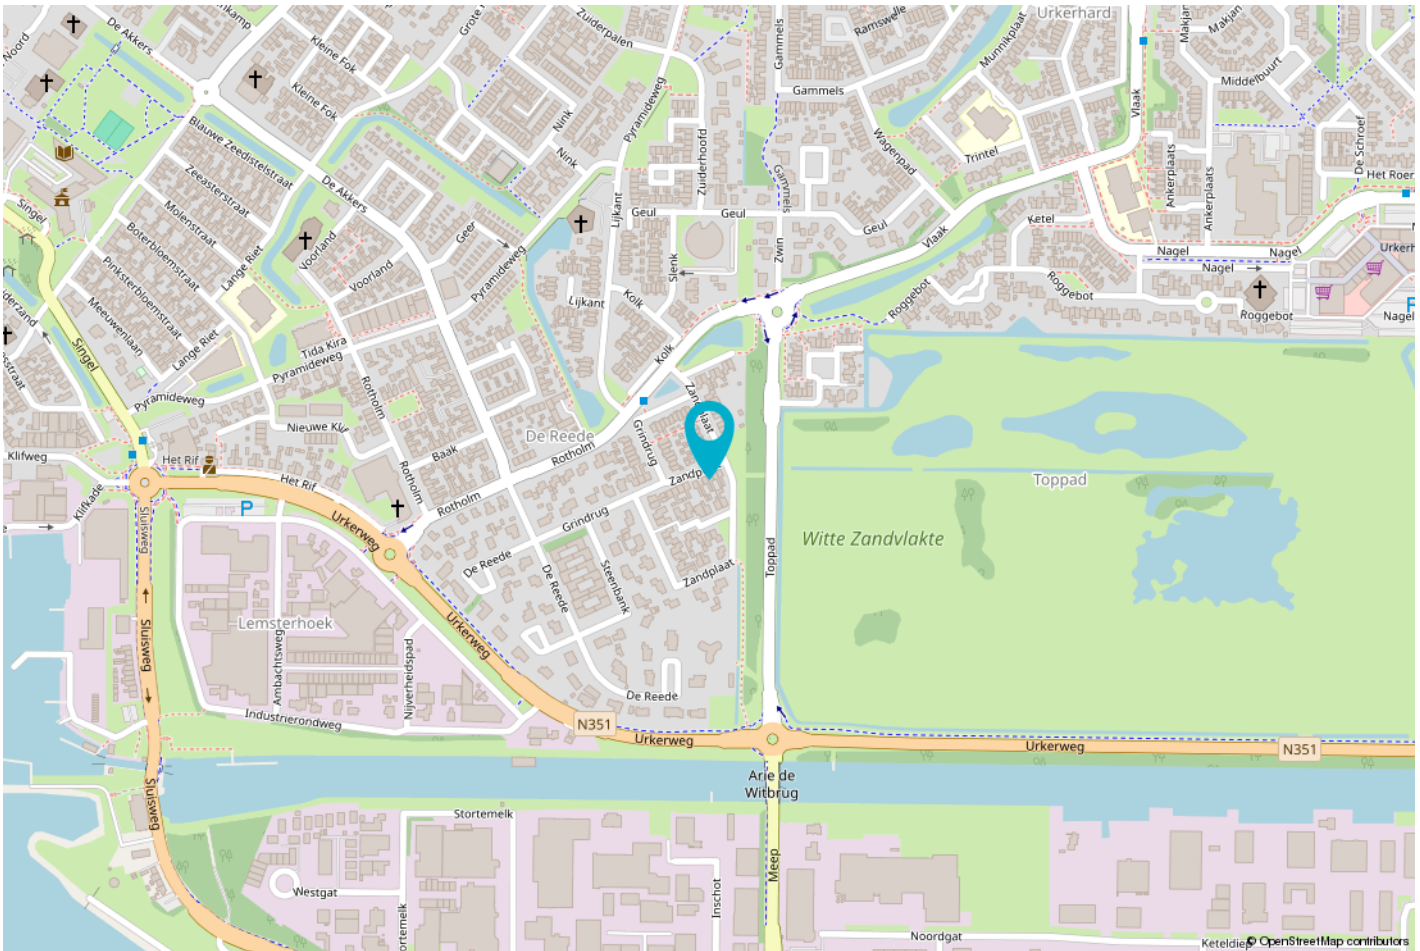 De Akkers
Kleine Fok
Zuiderpalen
Gammels
Ramswelle
Munnikplaat
Urkerhard
Makjan
Noord
Kleine Fok
Nink
Pyramideweg
Gammels
Vlaak
Middelbuurt
Blauwe Zeedistelstraat
Nink
Zuiderhoofd
Wagenpad
Trintel
De Schroef
Zeeasterstraat
De Akkers
Gammels
Ankerplaats
Ankerplaats
Het Roer
Singel
Molenstraat
Lijkant
Geul
Geul
Geul
Ketel
Boterbloemstraat
Voorland
Geer
Vlaak
Zwin
Nagel
Nagel
Pinksterbloemstraat
Lange Riet
Voorland
Pyramideweg
Slenk
Nagel
Roggebot
Meeuwenlaan
Lijkant
Kolk
Roggebot
Roggebot
Nagel
Singel
Lange Riet
Tida Kira
Pyramideweg
Kolk
Pyramideweg
Rotholm
Nieuwe Klif
De Reede
Grindrug
Baak
Rotholm
Klifweg
Het Rif
Het Rif
Rotholm
Toppad
Klifkade
P
Rotholm
Grindrug
Urkerweg
Sluisweg
De Reede
Witte Zandvlakte
Toppad
Steenbank
De Reede
Zandplaat
Lemsterhoek
Urkerweg
Sluisweg
Ambachtsweg
Nijverheidspad
De Reede
Industrierondweg
N351
Urkerweg
Urkerweg
N351
Arie de
Witbrug
Sluisweg
Stortemelk
Meep
Westgat
Inschot
Noordgat
Keteldiep
© OpenStreetMap contributors